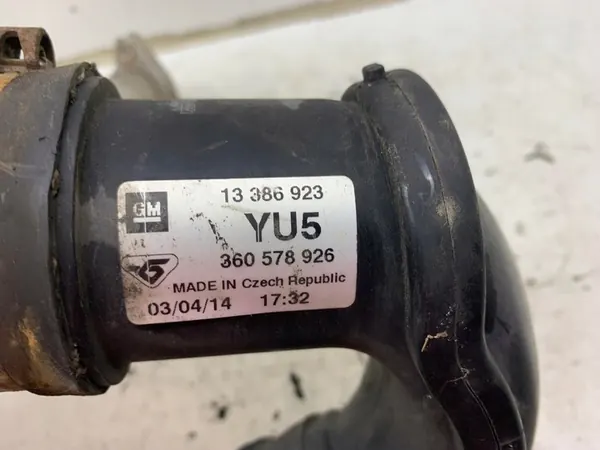 GM
13 386 923
YU5
360 578 926
MADE IN Czech Republic
03/04/14 17:32